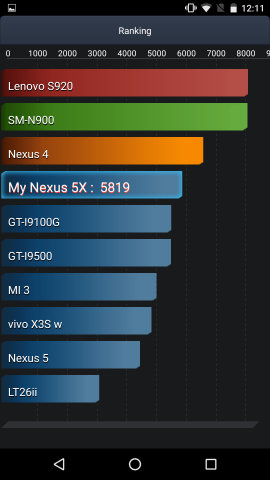 12:11
Ranking
0 1000 2000 3000 4000 5000 6000 7000 8000 9
Lenovo S920
SM-N900
Nexus 4
My Nexus 5X : 5819
GT-I9100G
GT-I9500
MI 3
vivo X3S w
Nexus 5
LT26ii